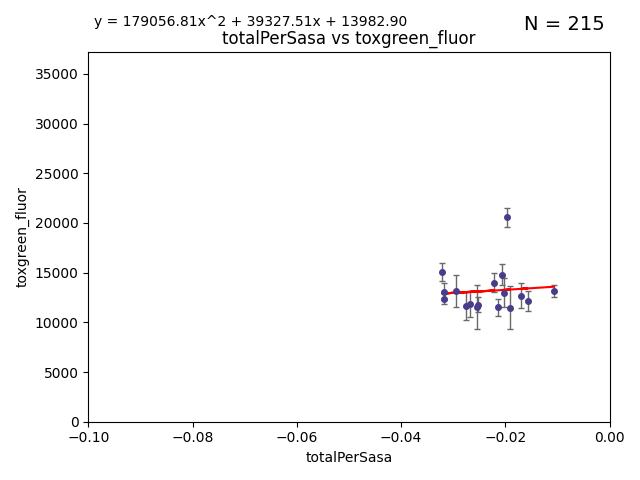 y = 179056.81x^2 + 39327.51x + 13982.90
N = 215
totalPerSasa vs toxgreen_fluor
toxgreen_fluor
35000
30000
25000
20000
15000
10000
5000
0
−0.10 −0.08 −0.06 −0.04 −0.02 0.00
totalPerSasa